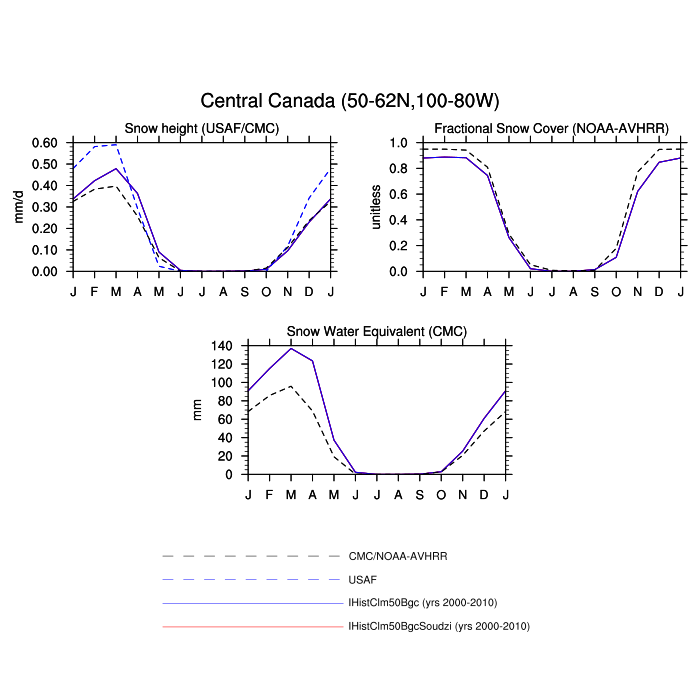 Central Canada (50-62N,100-80W)
Snow height (USAF/CMC)
mm/d
0.60
0.50
0.40
0.30
0.20
0.10
0.00
J F M A M J J A S O N D J
Fractional Snow Cover (NOAA-AVHRR)
unitless
1.0
0.8
0.6
0.4
0.2
0.0
J F M A M J J A S O N D J
Snow Water Equivalent (CMC)
mm
140
120
100
80
60
40
20
0
J F M A M J J A S O N D J
CMC/NOAA-AVHRR
USAF
IHistClm50Bgc (yrs 2000-2010)
IHistClm50BgcSoudzi (yrs 2000-2010)